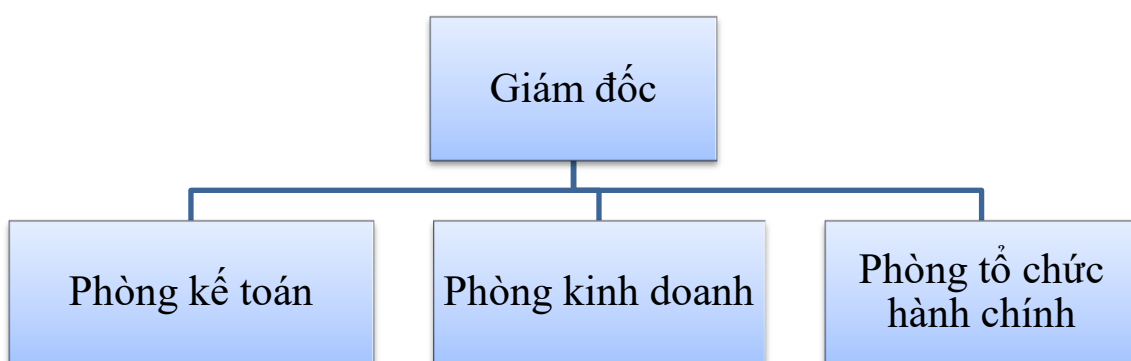 Giám đốc
Phòng kế toán
Phòng kinh doanh
Phòng tổ chức
hành chính